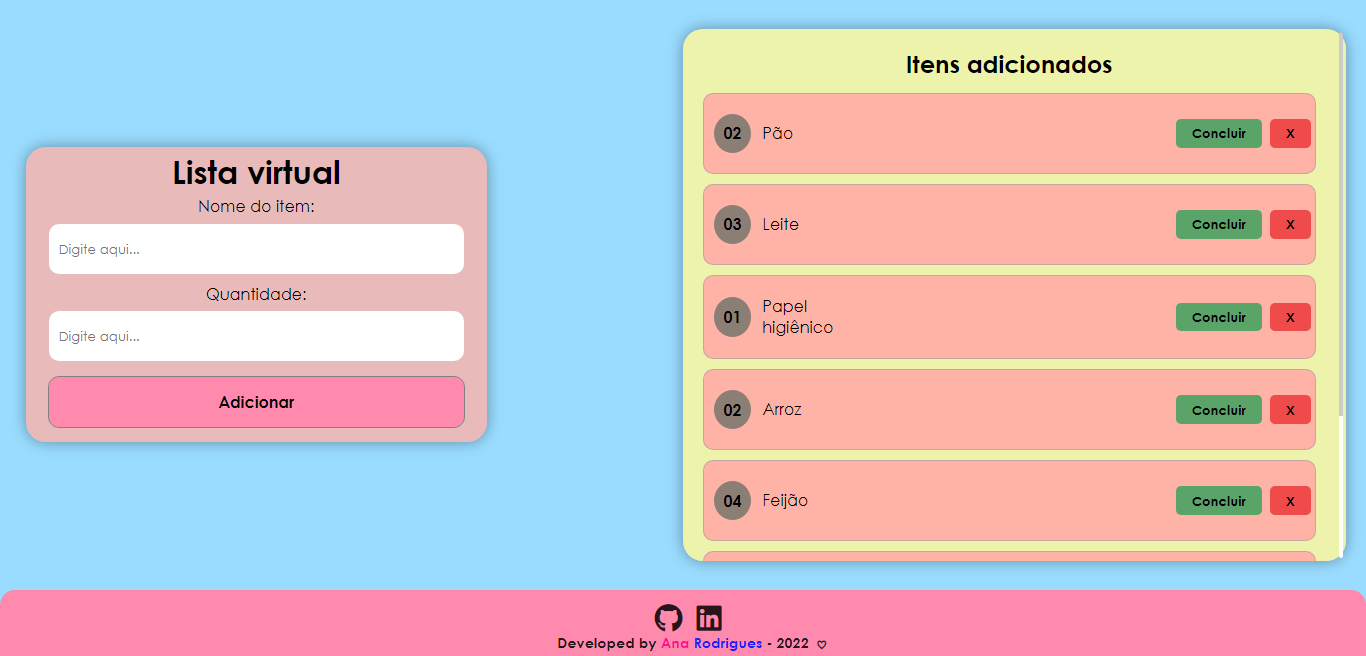 Lista virtual
Nome do item:
Digite aqui...
Quantidade:
Digite aqui...
Adicionar
Itens adicionados
02 Pão Concluir X
03 Leite Concluir X
01 Papel
higiênico Concluir X
02 Arroz Concluir X
04 Feijão Concluir X
in
Developed by Ana Rodrigues - 2022 ♡